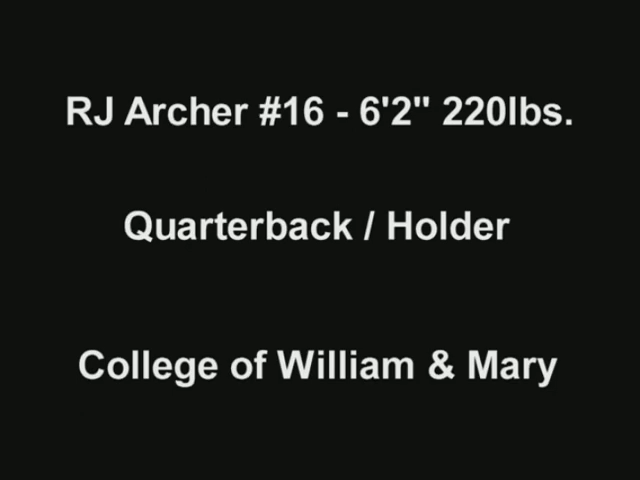 RJ Archer #16 - 6'2" 220lbs.
Quarterback / Holder
College of William & Mary